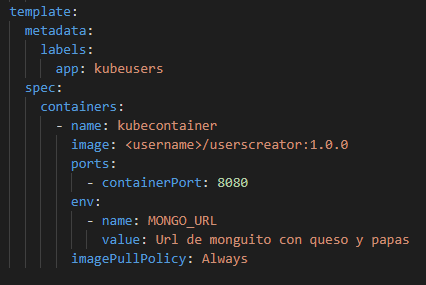 template:
  metadata:
    labels:
      app: kubeusers
  spec:
    containers:
      - name: kubecontainer
        image: <username>/userscreator:1.0.0
        ports:
          - containerPort: 8080
        env:
          - name: MONGO_URL
            value: Url de monguito con queso y papas
        imagePullPolicy: Always